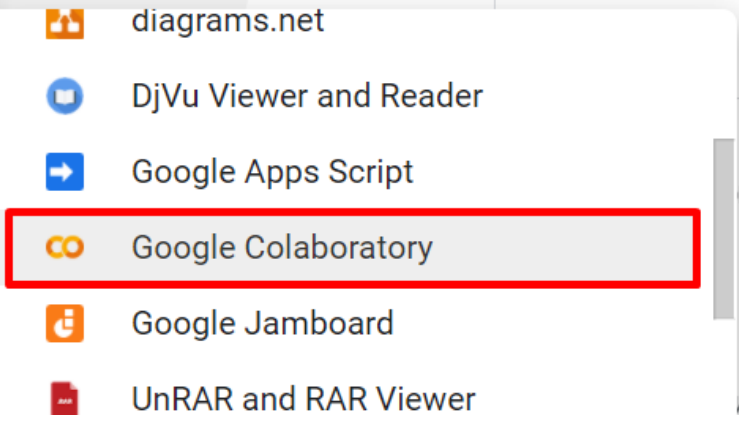 diagrams.net
DjVu Viewer and Reader
Google Apps Script
Google Colaboratory
Google Jamboard
UnRAR and RAR Viewer